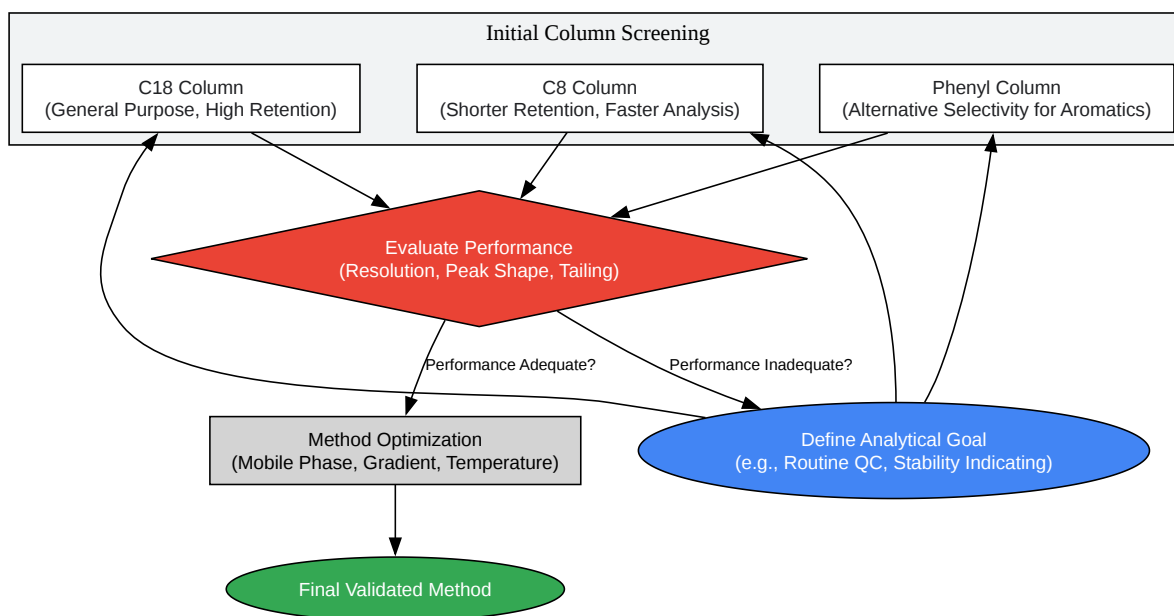 Initial Column Screening
C18 Column
(General Purpose, High Retention)
C8 Column
(Shorter Retention, Faster Analysis)
Phenyl Column
(Alternative Selectivity for Aromatics)
Evaluate Performance
(Resolution, Peak Shape, Tailing)
Performance Adequate?
Performance Inadequate?
Method Optimization
(Mobile Phase, Gradient, Temperature)
Define Analytical Goal
(e.g., Routine QC, Stability Indicating)
Final Validated Method